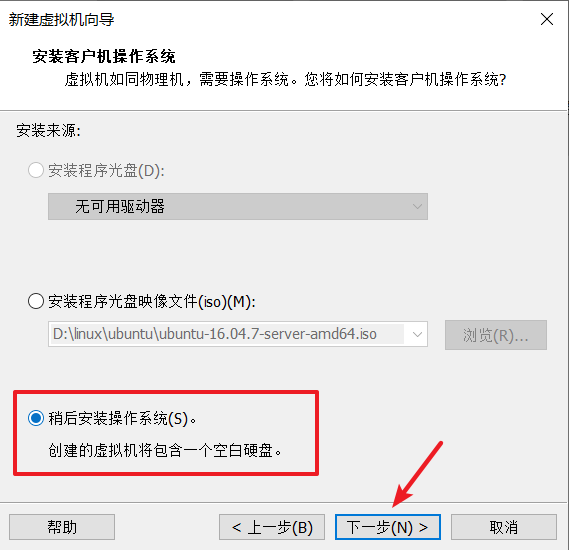 新建虚拟机向导
安装客户机操作系统
虚拟机如同物理机，需要操作系统。您将如何安装客户机操作系统?
安装来源:
安装程序光盘(D):
无可用驱动器
安装程序光盘映像文件(iso)(M):
D:\linux\ubuntu\ubuntu-16.04.7-server-amd64.iso
浏览(R)...
稍后安装操作系统(S)。
创建的虚拟机将包含一个空白硬盘。
帮助
< 上一步(B)
下一步(N) >
取消